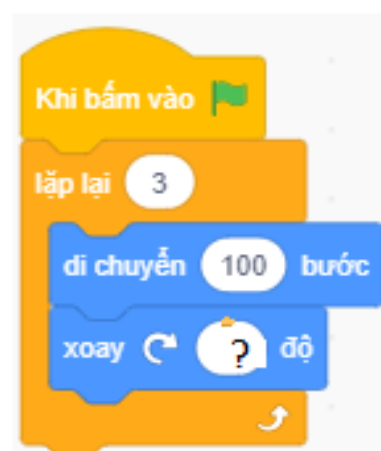 Khi bấm vào
lặp lại 3
di chuyển 100 bước
xoay ? độ